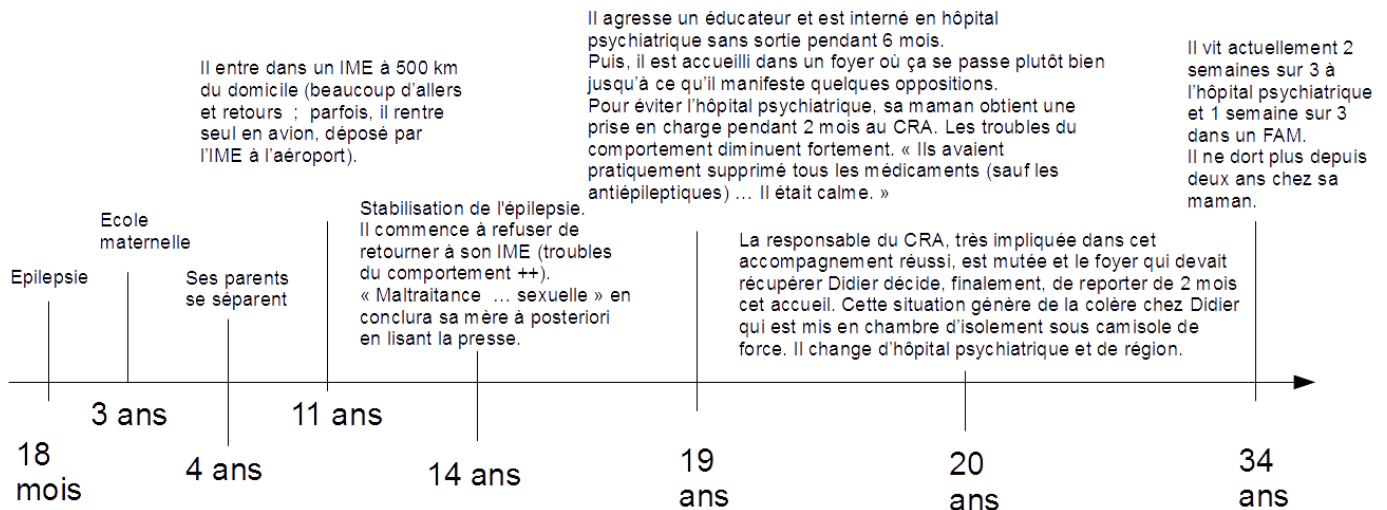 Epilepsie
18
mois
Ecole
maternelle
3 ans
Ses parents
se séparent
4 ans
Il entre dans un IME à 500 km
du domicile (beaucoup d'allers
et retours ; parfois, il rentre
seul en avion, déposé par
l'IME à l'aéroport).
11 ans
Stabilisation de l'épilepsie.
Il commence à refuser de
retourner à son IME (troubles
du comportement ++).
« Maltraitance ... sexuelle » en
conclura sa mère à posteriori
en lisant la presse.
14 ans
Il agresse un éducateur et est interné en hôpital
psychiatrique sans sortie pendant 6 mois.
Puis, il est accueilli dans un foyer où ça se passe plutôt bien
jusqu'à ce qu'il manifeste quelques oppositions.
Pour éviter l'hôpital psychiatrique, sa maman obtient une
prise en charge pendant 2 mois au CRA. Les troubles du
comportement diminuent fortement. « Ils avaient
pratiquement supprimé tous les médicaments (sauf les
antiépileptiques) ... Il était calme. »
19
ans
La responsable du CRA, très impliquée dans cet
accompagnement réussi, est mutée et le foyer qui devait
récupérer Didier décide, finalement, de reporter de 2 mois
cet accueil. Cette situation génère de la colère chez Didier
qui est mis en chambre d'isolement sous camisole de
force. Il change d'hôpital psychiatrique et de région.
20
ans
Il vit actuellement 2
semaines sur 3 à
l'hôpital psychiatrique
et 1 semaine sur 3
dans un FAM.
Il ne dort plus depuis
deux ans chez sa
maman.
34
ans